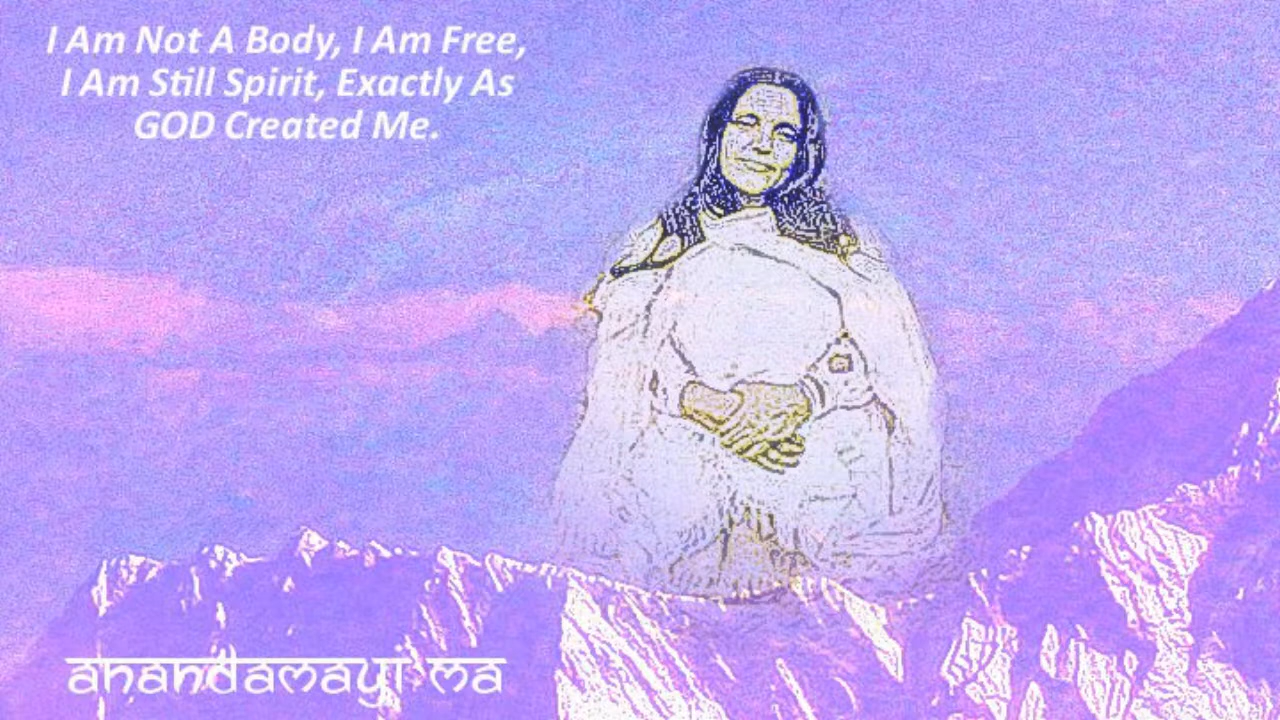 I Am Not A Body, I Am Free,
I Am Still Spirit, Exactly As
GOD Created Me.
anandamayi ma